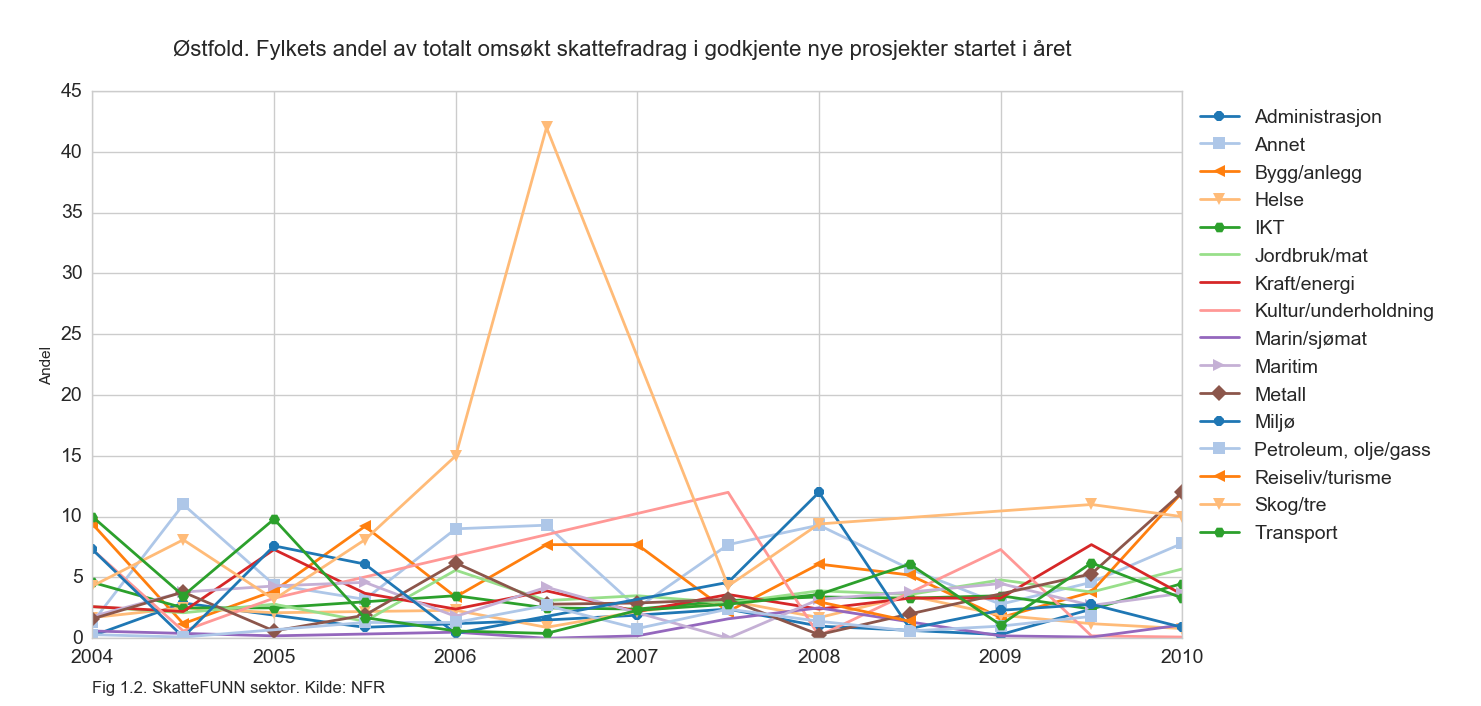 Østfold. Fylkets andel av totalt omsøkt skattefradrag i godkjente nye prosjekter startet i året
45
40
35
30
25
20
15
10
5
0
Andel
2004 2005 2006 2007 2008 2009 2010
Administrasjon
Annet
Bygg/anlegg
Helse
IKT
Jordbruk/mat
Kraft/energi
Kultur/underholdning
Marin/sjømat
Maritim
Metall
Miljø
Petroleum, olje/gass
Reiseliv/turisme
Skog/tre
Transport
Fig 1.2. SkatteFUNN sektor. Kilde: NFR